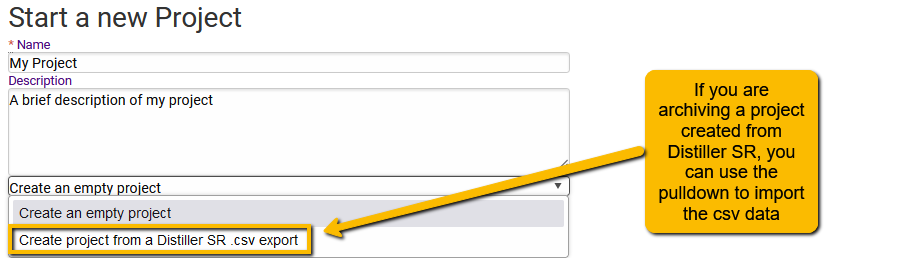 Start a new Project
* Name
My Project
Description
A brief description of my project
Create an empty project
Create an empty project
Create project from a Distiller SR .csv export
If you are
archiving a project
created from
Distiller SR, you
can use the
pulldown to import
the csv data